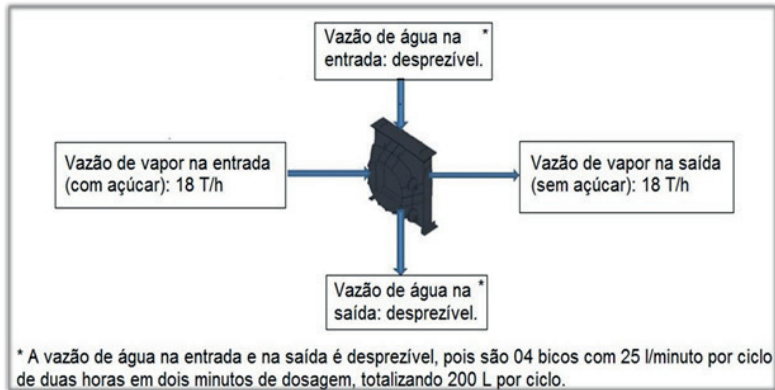 Vazão de água na *
entrada: desprezível.
Vazão de vapor na entrada
(com açúcar): 18 T/h
Vazão de vapor na saída
(sem açúcar): 18 T/h
Vazão de água na *
saída: desprezível.
* A vazão de água na entrada e na saída é desprezível, pois são 04 bicos com 25 l/minuto por ciclo
de duas horas em dois minutos de dosagem, totalizando 200 L por ciclo.